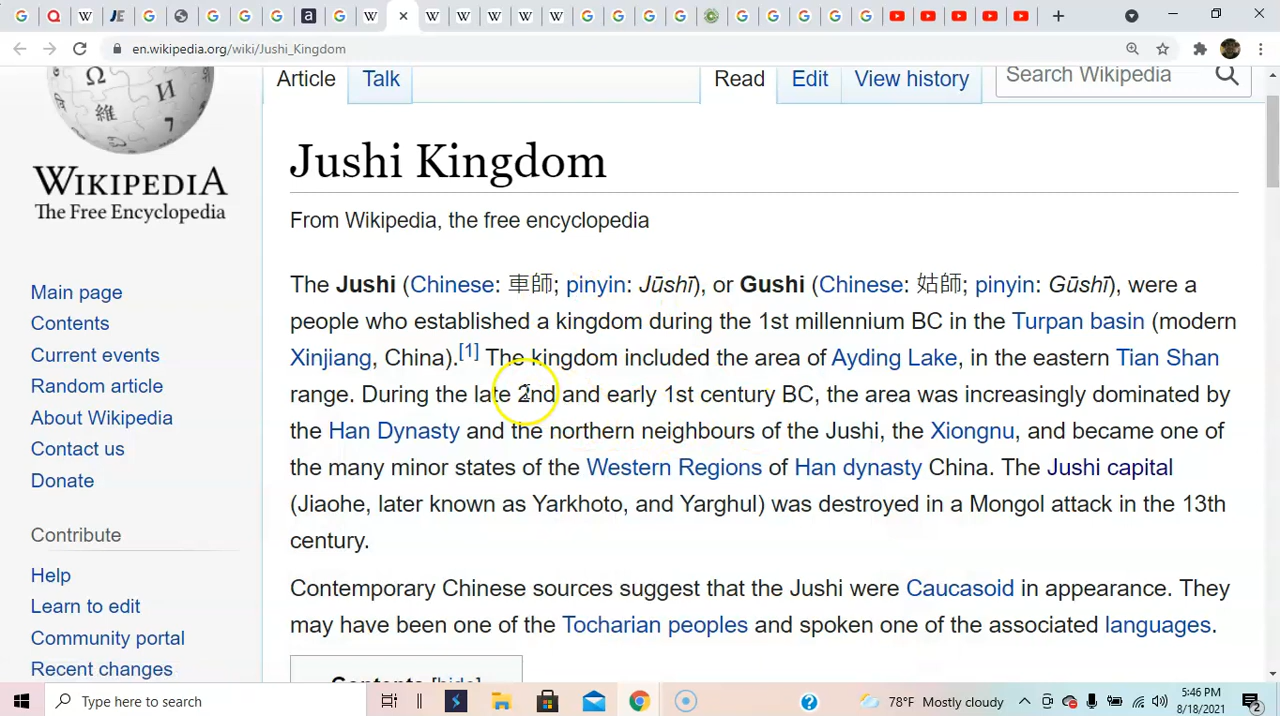 en.wikipedia.org/wiki/Jushi_Kingdom
Article Talk Read Edit View history Search Wikipedia
WIKIPEDIA
The Free Encyclopedia
Main page
Contents
Current events
Random article
About Wikipedia
Contact us
Donate
Contribute
Help
Learn to edit
Community portal
Recent changes
Jushi Kingdom
From Wikipedia, the free encyclopedia
The Jushi (Chinese: 車師; pinyin: Jūshī), or Gushi (Chinese: 姑師; pinyin: Gūshī), were a
people who established a kingdom during the 1st millennium BC in the Turpan basin (modern
Xinjiang, China).[1] The kingdom included the area of Ayding Lake, in the eastern Tian Shan
range. During the late 2nd and early 1st century BC, the area was increasingly dominated by
the Han Dynasty and the northern neighbours of the Jushi, the Xiongnu, and became one of
the many minor states of the Western Regions of Han dynasty China. The Jushi capital
(Jiaohe, later known as Yarkhoto, and Yarghul) was destroyed in a Mongol attack in the 13th
century.
Contemporary Chinese sources suggest that the Jushi were Caucasoid in appearance. They
may have been one of the Tocharian peoples and spoken one of the associated languages.
Contents [hide]
Type here to search
78°F Mostly cloudy
5:46 PM
8/18/2021
2